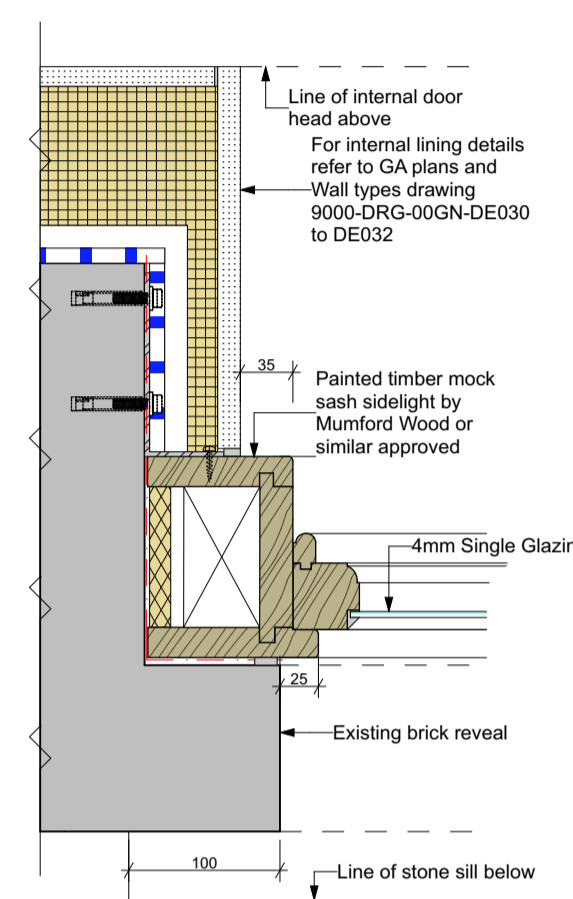 Line of internal door
head above
For internal lining details
refer to GA plans and
Wall types drawing
9000-DRG-00GN-DE030
to DE032
35
Painted timber mock
sash sidelight by
Mumford Wood or
similar approved
4mm Single Glazin
25
Existing brick reveal
100
Line of stone sill below